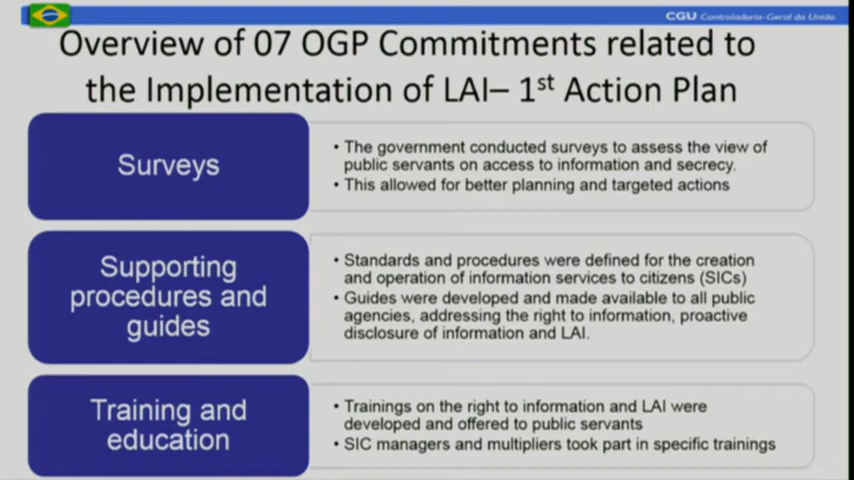 CGU Controladoria-Geral da União
Overview of 07 OGP Commitments related to
the Implementation of LAI– 1st Action Plan
Surveys
• The government conducted surveys to assess the view of
public servants on access to information and secrecy.
• This allowed for better planning and targeted actions
Supporting
procedures and
guides
• Standards and procedures were defined for the creation
and operation of information services to citizens (SICs)
• Guides were developed and made available to all public
agencies, addressing the right to information, proactive
disclosure of information and LAI.
Training and
education
• Trainings on the right to information and LAI were
developed and offered to public servants
• SIC managers and multipliers took part in specific trainings